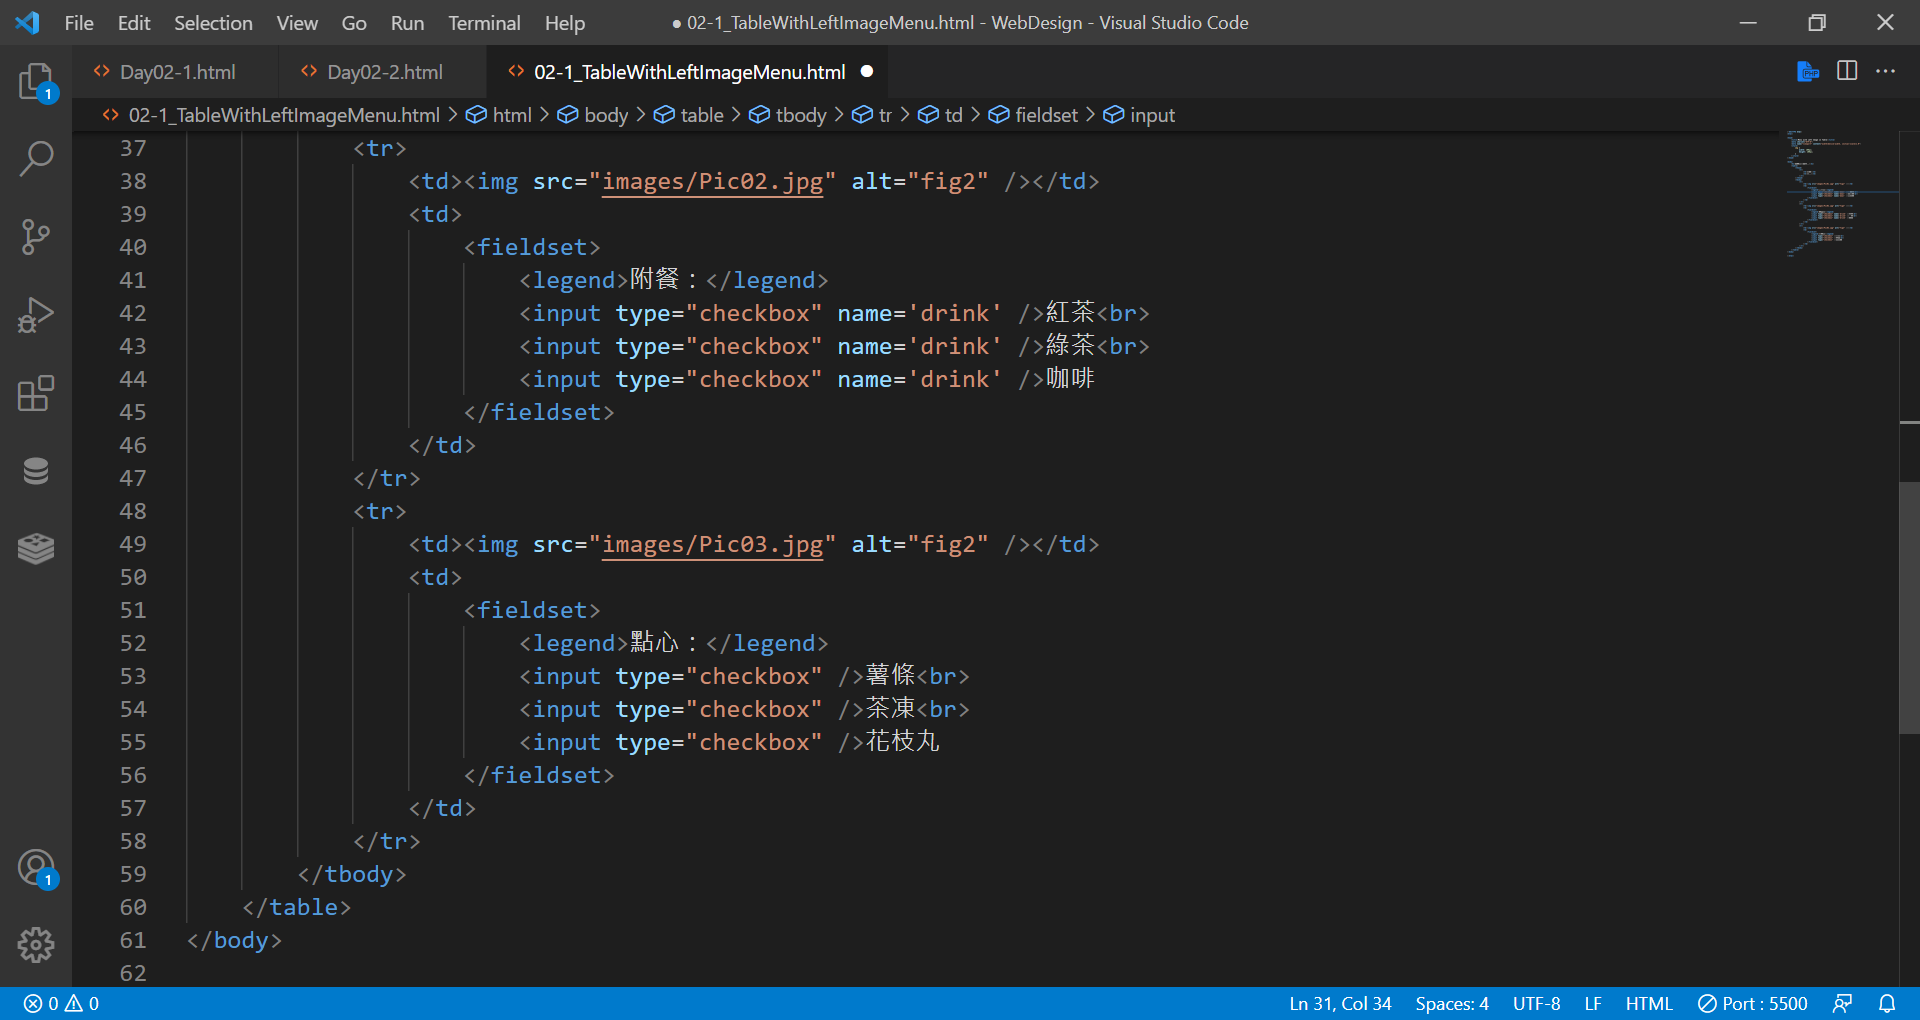 File Edit Selection View Go Run Terminal Help ● 02-1_TableWithLeftImageMenu.html - WebDesign - Visual Studio Code
Day02-1.html Day02-2.html 02-1_TableWithLeftImageMenu.html
02-1_TableWithLeftImageMenu.html > html > body > table > tbody > tr > td > fieldset > input
37 <tr>
38 <td><img src="images/Pic02.jpg" alt="fig2" /></td>
39 <td>
40 <fieldset>
41 <legend>附餐：</legend>
42 <input type="checkbox" name='drink' />紅茶<br>
43 <input type="checkbox" name='drink' />綠茶<br>
44 <input type="checkbox" name='drink' />咖啡
45 </fieldset>
46 </td>
47 </tr>
48 <tr>
49 <td><img src="images/Pic03.jpg" alt="fig2" /></td>
50 <td>
51 <fieldset>
52 <legend>點心：</legend>
53 <input type="checkbox" />薯條<br>
54 <input type="checkbox" />茶凍<br>
55 <input type="checkbox" />花枝丸
56 </fieldset>
57 </td>
58 </tr>
59 </tbody>
60 </table>
61 </body>
62
1
1
0 0 Ln 31, Col 34 Spaces: 4 UTF-8 LF HTML Port : 5500